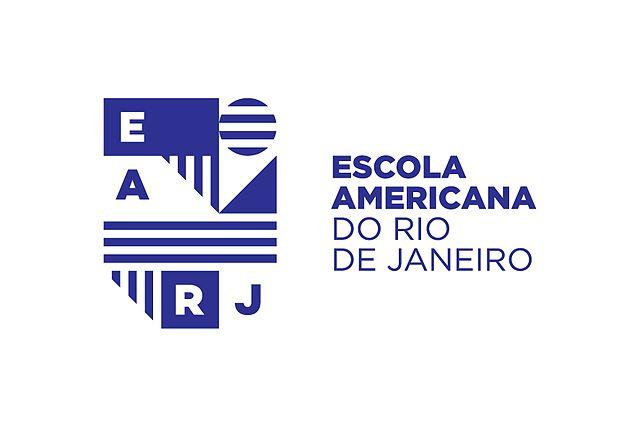 E
A
R J
ESCOLA
AMERICANA
DO RIO
DE JANEIRO